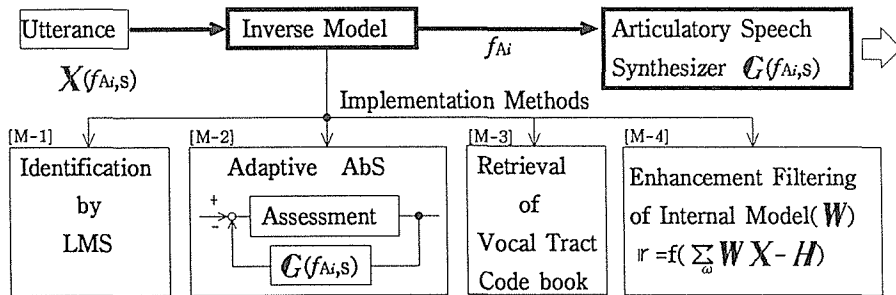 Utterance
Inverse Model
fAi
Articulatory Speech
Synthesizer G(fAi,s)
X(fAi,s)
Implementation Methods
[M-1]
Identification
by
LMS
[M-2]
Adaptive AbS
+
-
Assessment
G(fAi,s)
[M-3]
Retrieval
of
Vocal Tract
Code book
[M-4]
Enhancement Filtering
of Internal Model(W)
r=f(∑ω W X-H)